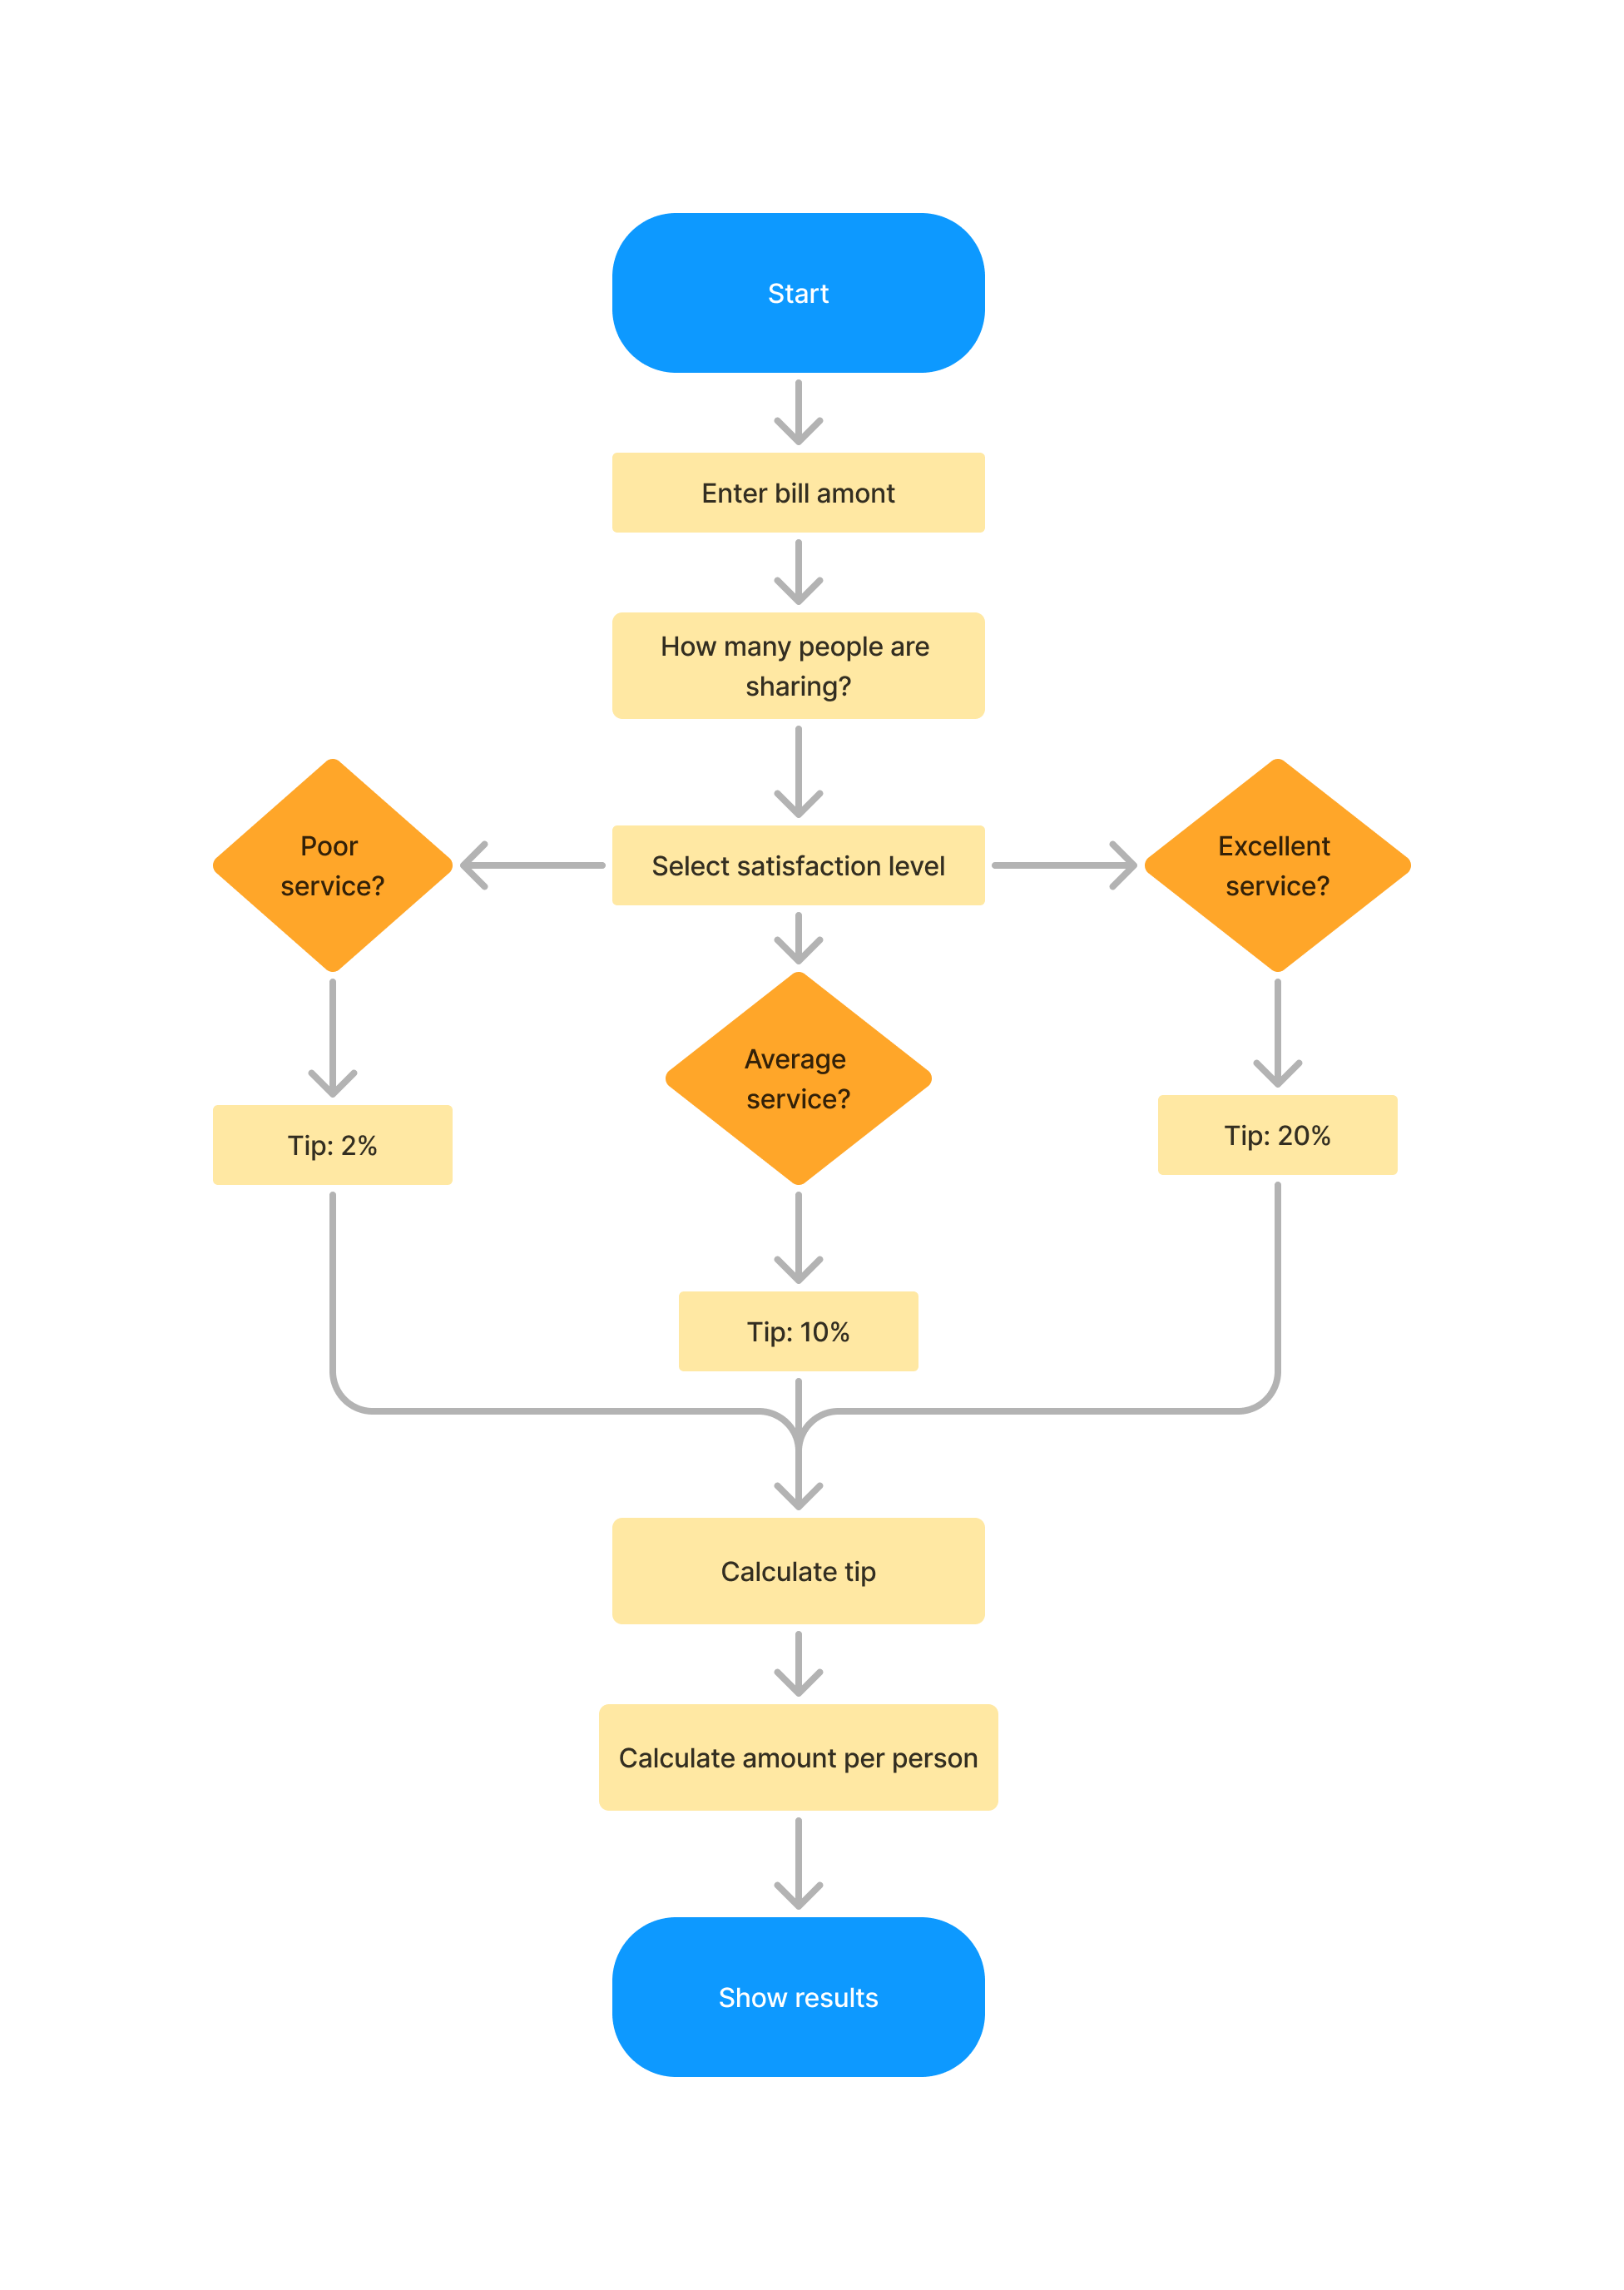 Start
Enter bill amont
How many people are
sharing?
Poor
service?
Select satisfaction level
Excellent
service?
Average
service?
Tip: 2%
Tip: 20%
Tip: 10%
Calculate tip
Calculate amount per person
Show results